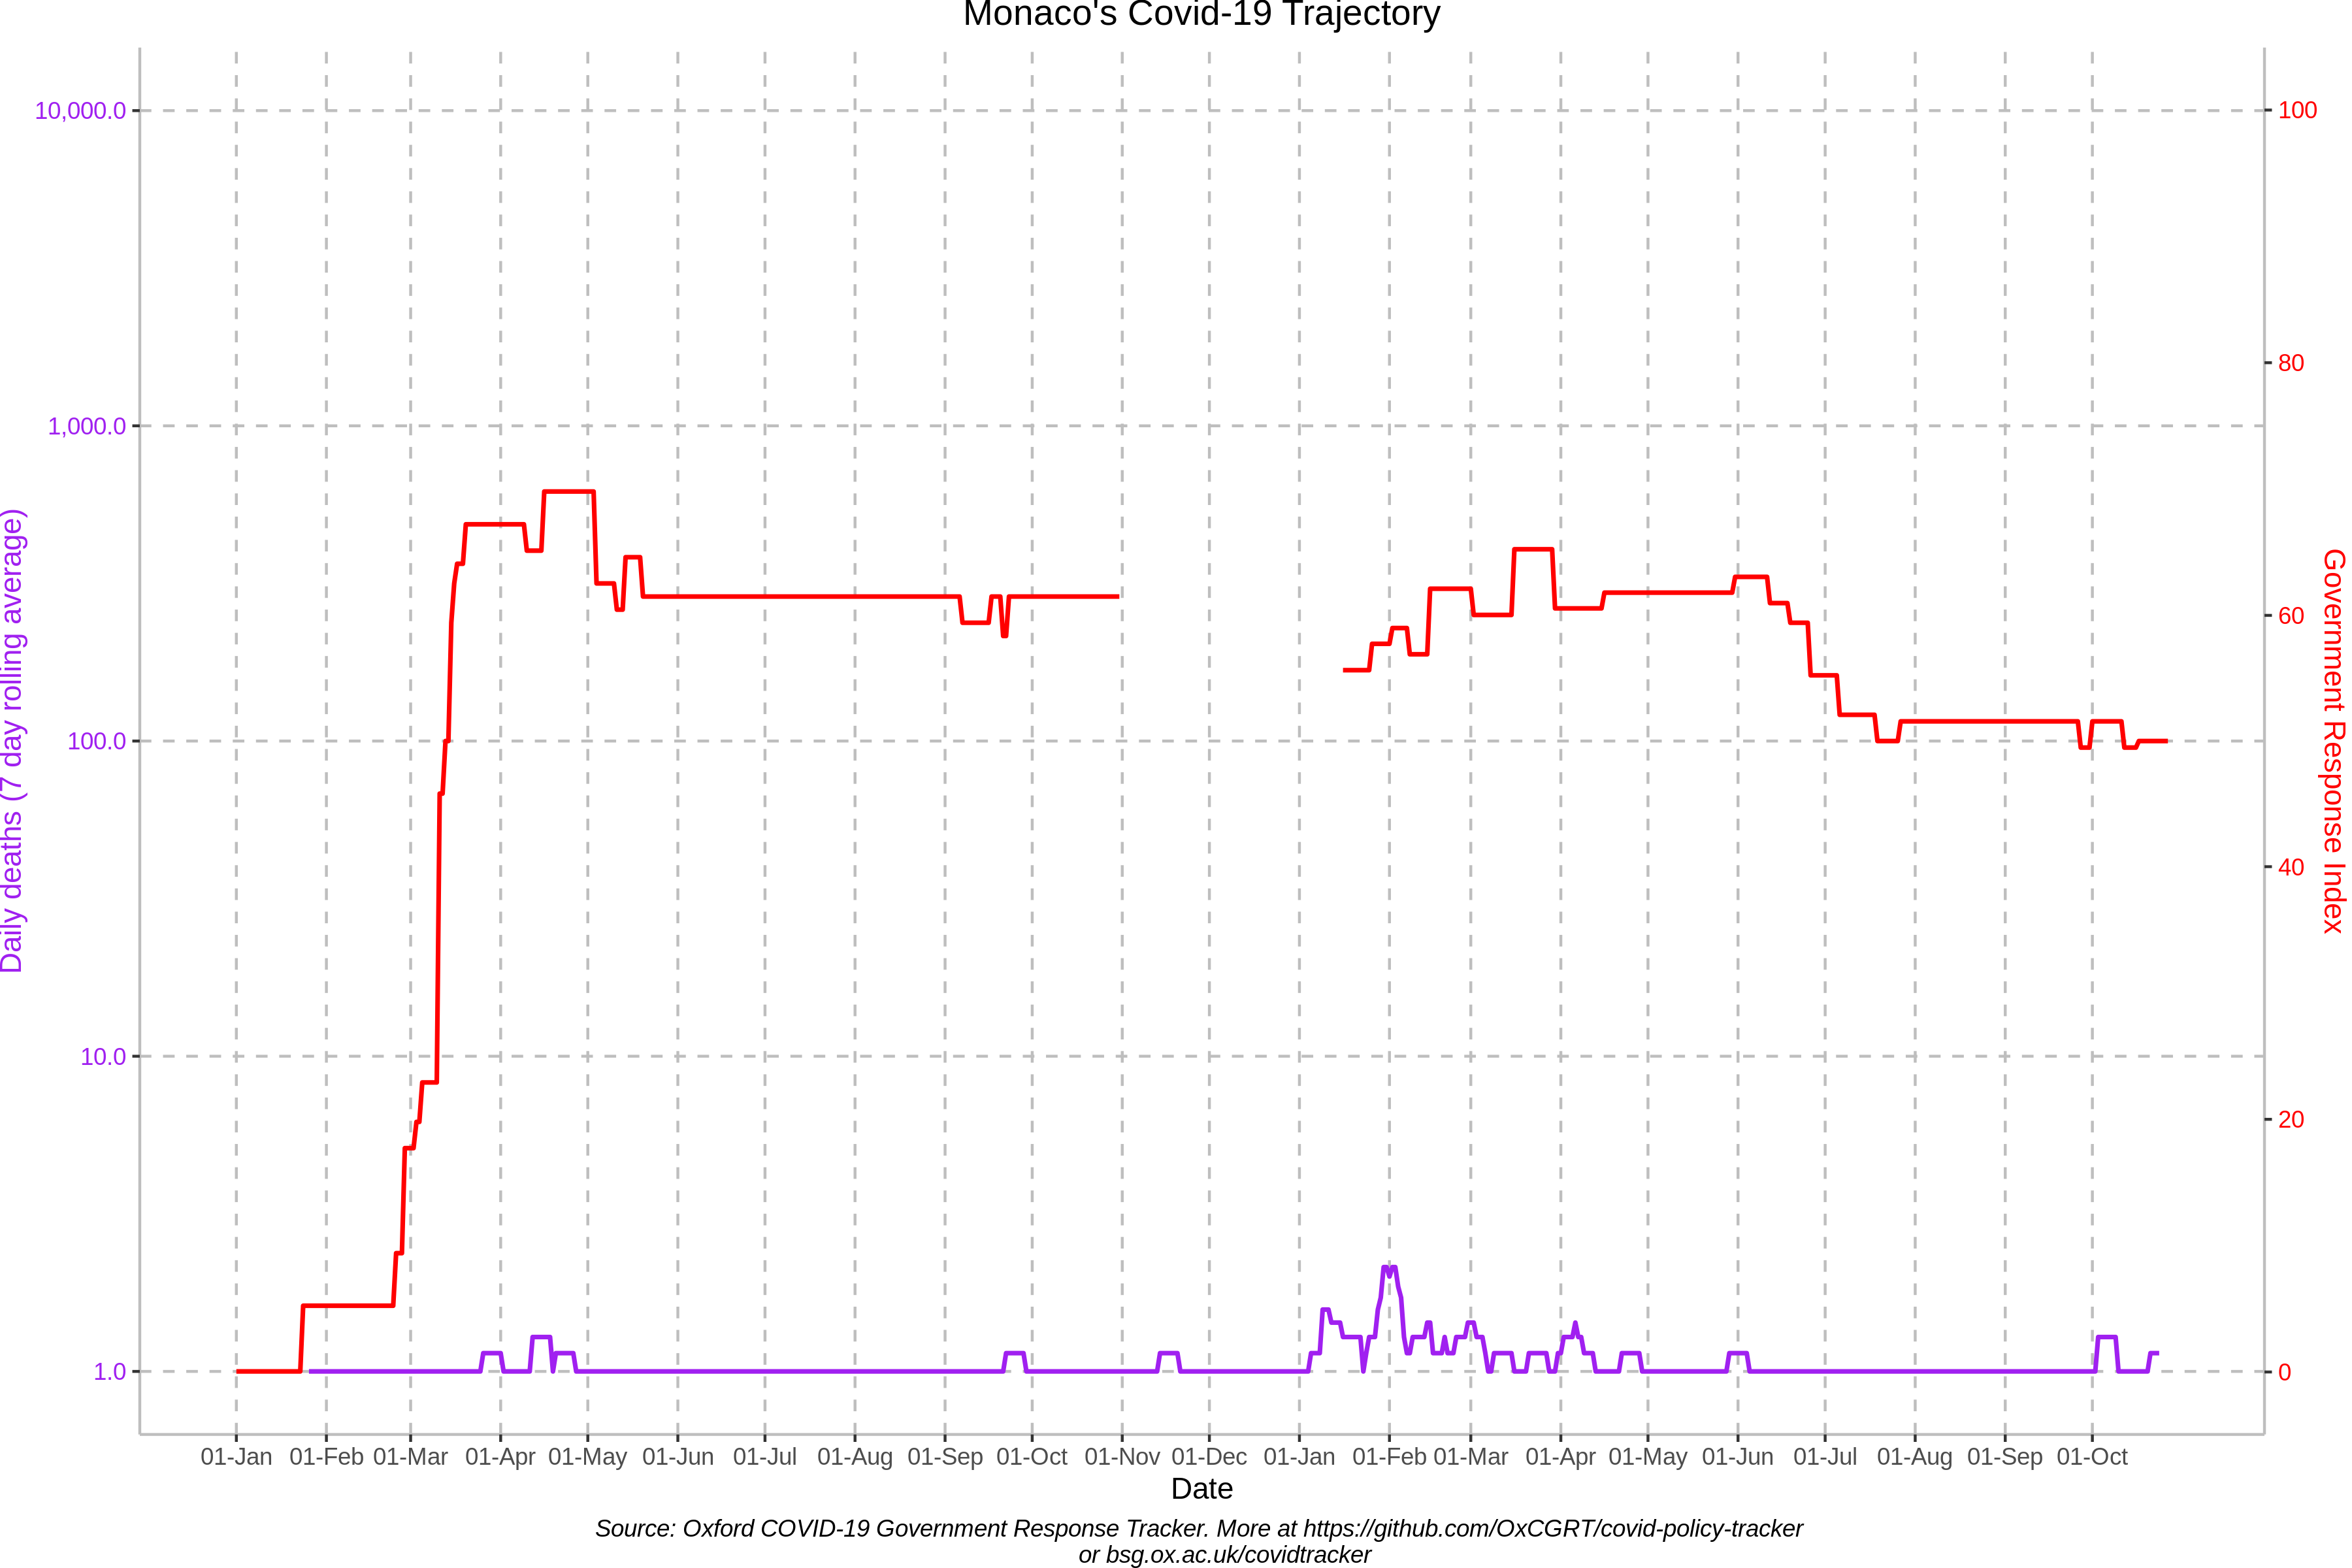 Monaco's Covid-19 Trajectory
10,000.0
1,000.0
100.0
10.0
1.0
Daily deaths (7 day rolling average)
100
80
60
40
20
0
Government Response Index
01-Jan 01-Feb 01-Mar 01-Apr 01-May 01-Jun 01-Jul 01-Aug 01-Sep 01-Oct 01-Nov 01-Dec 01-Jan 01-Feb 01-Mar 01-Apr 01-May 01-Jun 01-Jul 01-Aug 01-Sep 01-Oct
Date
Source: Oxford COVID-19 Government Response Tracker. More at https://github.com/OxCGRT/covid-policy-tracker
or bsg.ox.ac.uk/covidtracker